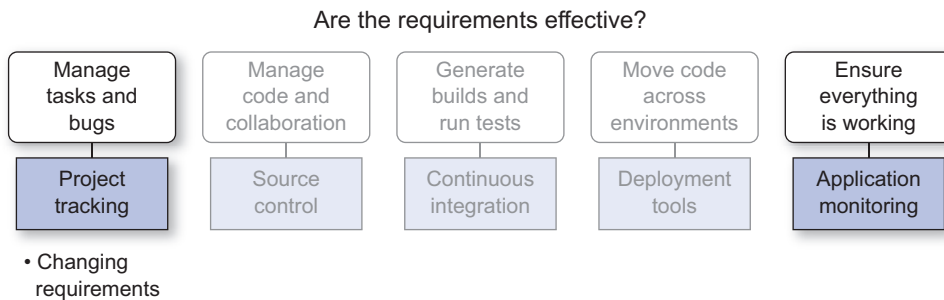 Are the requirements effective?
Manage
tasks and
bugs
Manage
code and
collaboration
Generate
builds and
run tests
Move code
across
environments
Ensure
everything
is working
Project
tracking
Source
control
Continuous
integration
Deployment
tools
Application
monitoring
• Changing
requirements